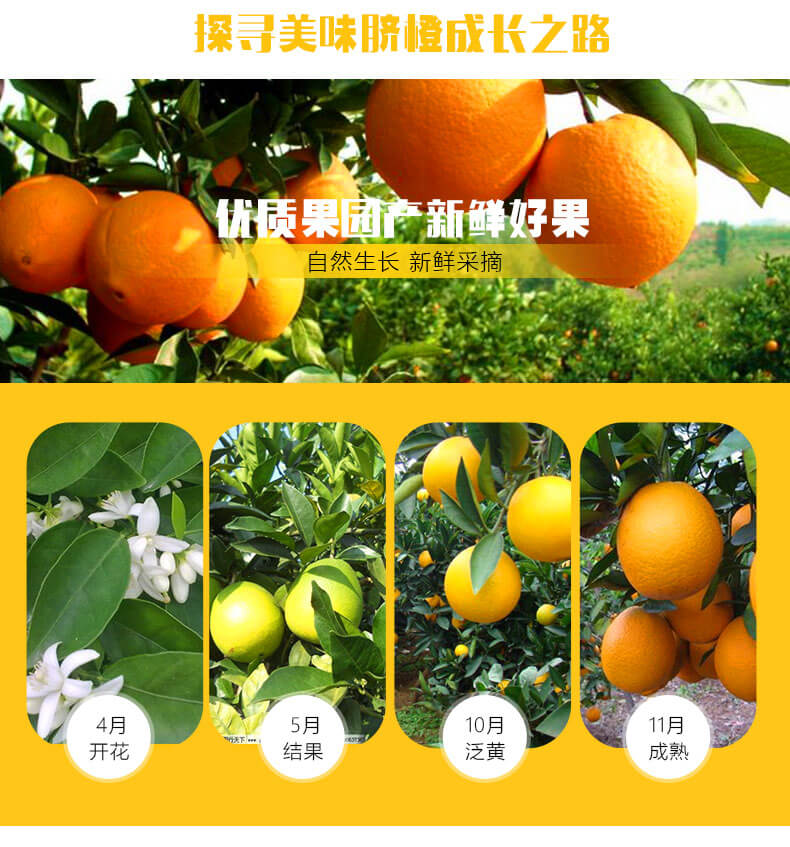 探寻美味脐橙成长之路
优质果园产新鲜好果
自然生长 新鲜采摘
4月
开花
5月
结果
10月
泛黄
11月
成熟